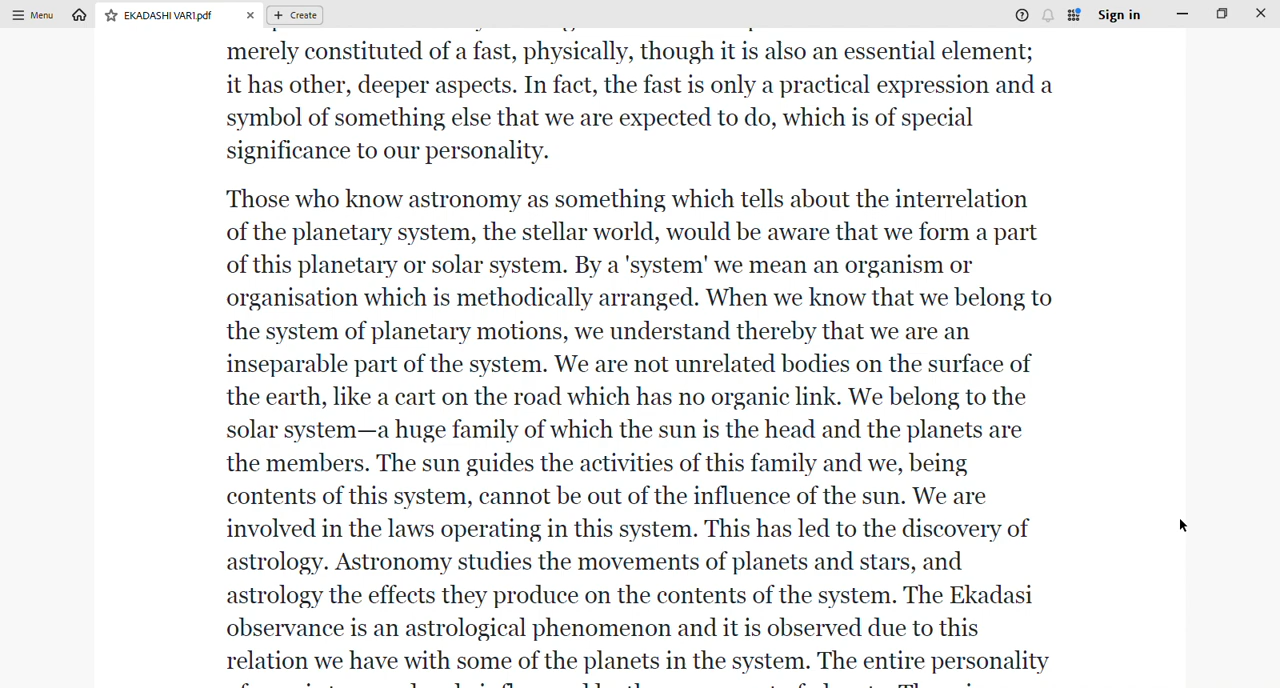 Menu
EKADASHI VAR1.pdf
Create
Sign in
merely constituted of a fast, physically, though it is also an essential element;
it has other, deeper aspects. In fact, the fast is only a practical expression and a
symbol of something else that we are expected to do, which is of special
significance to our personality.
Those who know astronomy as something which tells about the interrelation
of the planetary system, the stellar world, would be aware that we form a part
of this planetary or solar system. By a 'system' we mean an organism or
organisation which is methodically arranged. When we know that we belong to
the system of planetary motions, we understand thereby that we are an
inseparable part of the system. We are not unrelated bodies on the surface of
the earth, like a cart on the road which has no organic link. We belong to the
solar system—a huge family of which the sun is the head and the planets are
the members. The sun guides the activities of this family and we, being
contents of this system, cannot be out of the influence of the sun. We are
involved in the laws operating in this system. This has led to the discovery of
astrology. Astronomy studies the movements of planets and stars, and
astrology the effects they produce on the contents of the system. The Ekadasi
observance is an astrological phenomenon and it is observed due to this
relation we have with some of the planets in the system. The entire personality